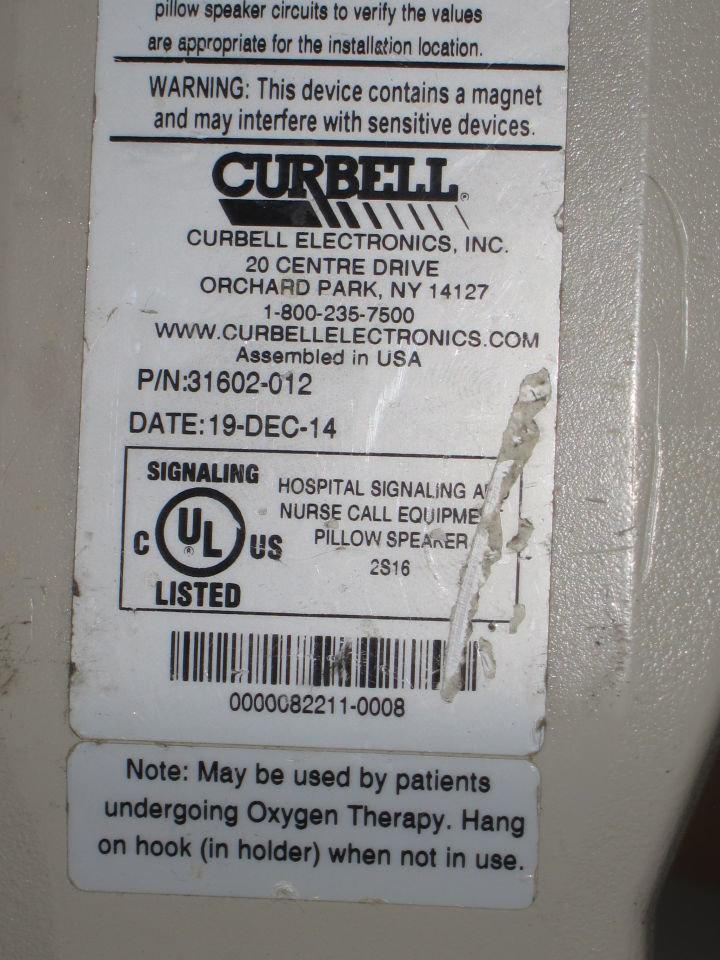 pillow speaker circuits to verify the values
are appropriate for the installation location.
WARNING: This device contains a magnet
and may interfere with sensitive devices.
CURBELL®
CURBELL ELECTRONICS, INC.
20 CENTRE DRIVE
ORCHARD PARK, NY 14127
1-800-235-7500
WWW.CURBELLELECTRONICS.COM
Assembled in USA
P/N:31602-012
DATE:19-DEC-14
SIGNALING
C UL® US
LISTED
HOSPITAL SIGNALING
NURSE CALL EQUIPME
PILLOW SPEAKER
2S16
0000082211-0008
Note: May be used by patients
undergoing Oxygen Therapy. Hang
on hook (in holder) when not in use.